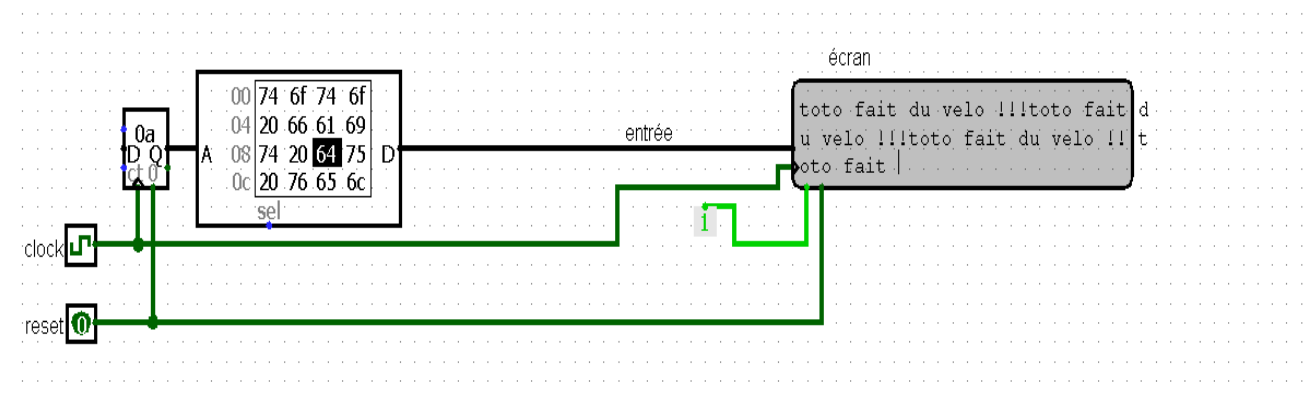 écran
toto fait du velo !!!toto fait d
u velo !!!toto fait du velo !! t
oto fait
entrée
0a
D Q
ct 0
A
00 74 6f 74 6f
04 20 66 61 69
08 74 20 64 75
0c 20 76 65 6c
D
sel
1
clock
reset 0